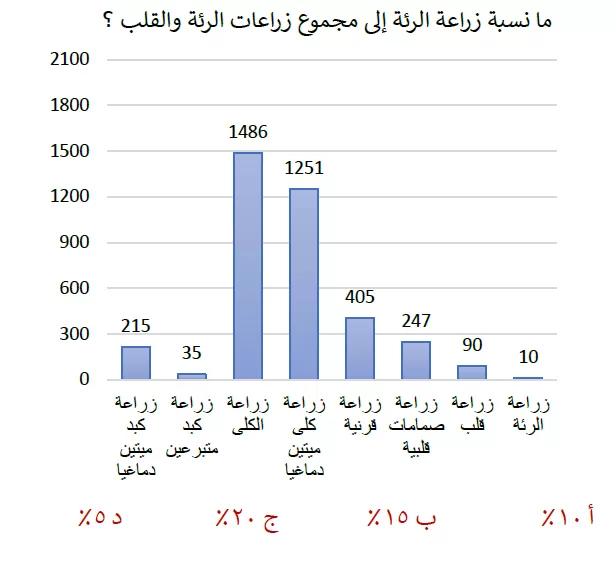 ما نسبة زراعة الرئة إلى مجموع زراعات الرئة والقلب ؟
2100
1800
1500
1200
900
600
300
0
215
35
1486
1251
405
247
90
10
زراعة كبد ميتين دماغيا
زراعة كبد متبرعين
زراعة الكلى
زراعة كلى ميتين دماغيا
زراعة قرنية
زراعة صمامات قلبية
زراعة قلب
زراعة الرئة
أ ١٠٪ ب ١٥٪ ج ٢٠٪ د ٥٪